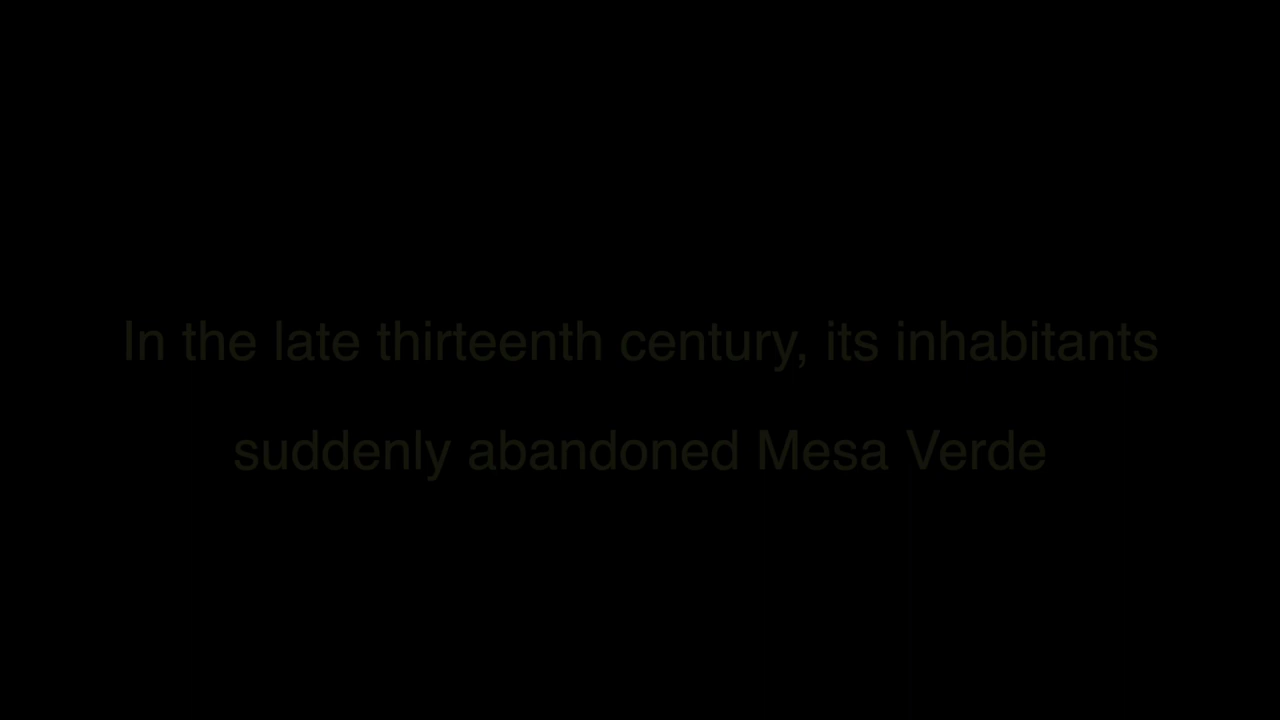 In the late thirteenth century, its inhabitants
suddenly abandoned Mesa Verde